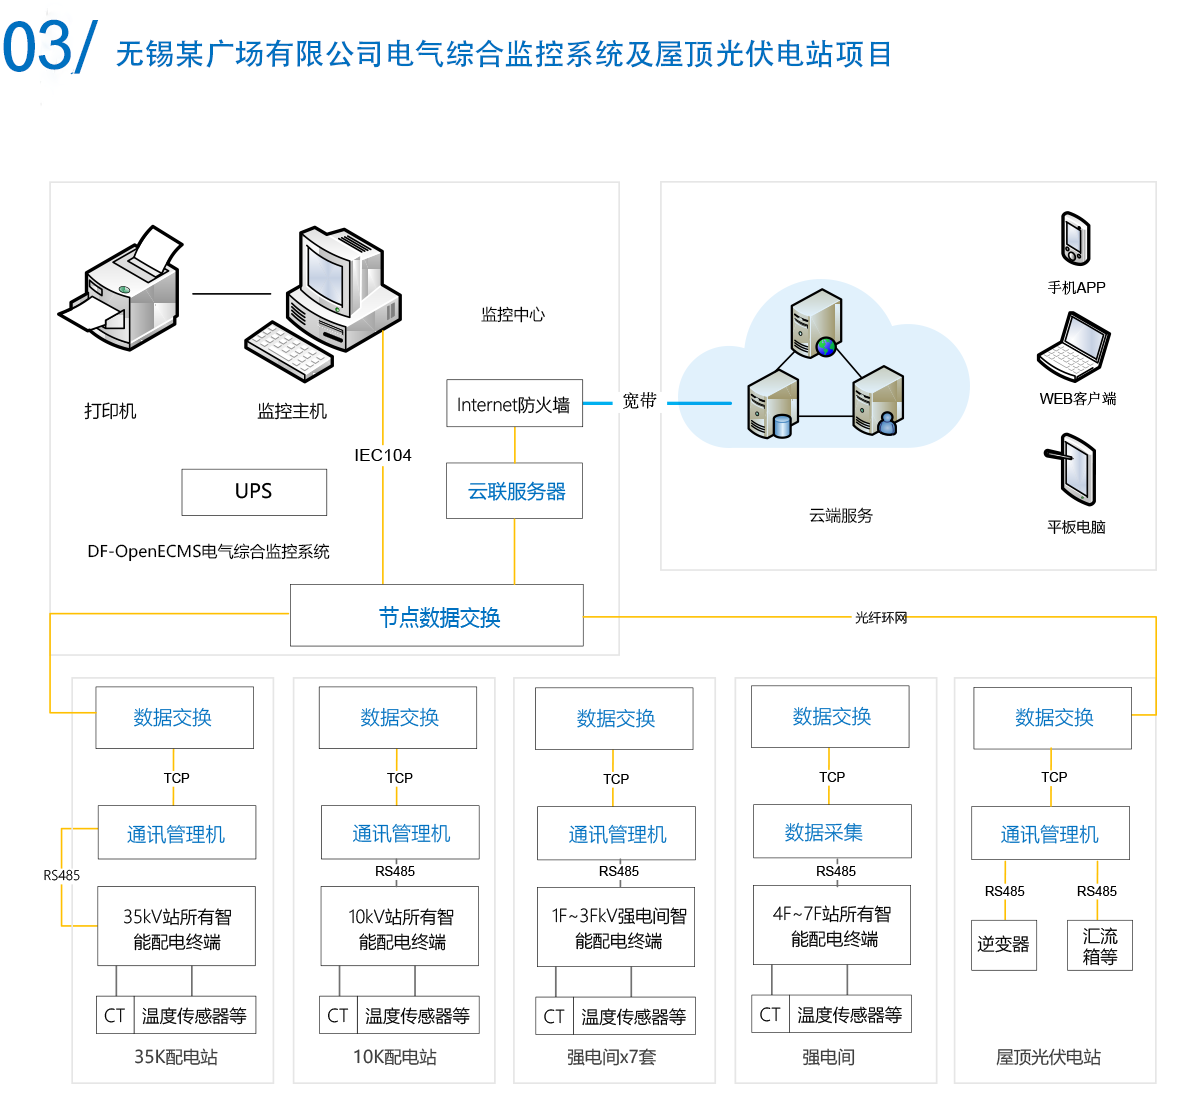 03/ 无锡某广场有限公司电气综合监控系统及屋顶光伏电站项目
打印机
监控主机
监控中心
Internet防火墙
宽带
IEC104
云联服务器
UPS
DF-OpenECMS电气综合监控系统
节点数据交换
手机APP
WEB客户端
平板电脑
云端服务
光纤环网
数据交换
TCP
通讯管理机
RS485
35kV站所有智
能配电终端
CT
温度传感器等
35K配电站
数据交换
TCP
通讯管理机
RS485
10kV站所有智
能配电终端
CT
温度传感器等
10K配电站
数据交换
TCP
通讯管理机
RS485
1F~3FkV强电间智
能配电终端
CT
温度传感器等
强电间x7套
数据交换
TCP
数据采集
RS485
4F~7F站所有智
能配电终端
CT
温度传感器等
强电间
数据交换
TCP
通讯管理机
RS485
RS485
逆变器
汇流
箱等
屋顶光伏电站